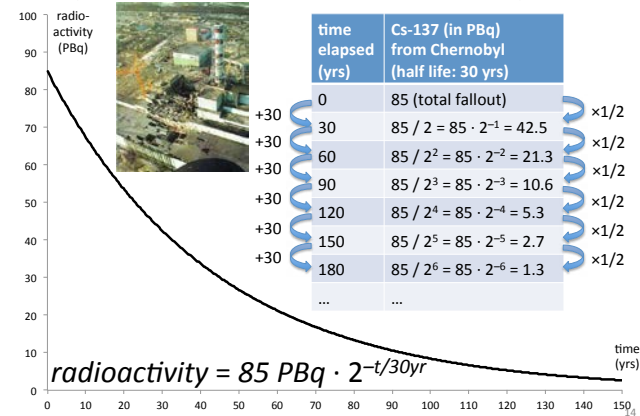 radio-
activity
(PBq)
100
90
80
70
60
50
40
30
20
10
0
0 10 20 30 40 50 60 70 80 90 100 110 120 130 140 150
time
(yrs)
time
elapsed
(yrs)
Cs-137 (in PBq)
from Chernobyl
(half life: 30 yrs)
0 85 (total fallout)
30 85 / 2 = 85 · 2⁻¹ = 42.5
60 85 / 2² = 85 · 2⁻² = 21.3
90 85 / 2³ = 85 · 2⁻³ = 10.6
120 85 / 2⁴ = 85 · 2⁻⁴ = 5.3
150 85 / 2⁵ = 85 · 2⁻⁵ = 2.7
180 85 / 2⁶ = 85 · 2⁻⁶ = 1.3
... ...
+30
+30
+30
+30
+30
+30
×1/2
×1/2
×1/2
×1/2
×1/2
×1/2
radioactivity = 85 PBq · 2^–t/30yr
14